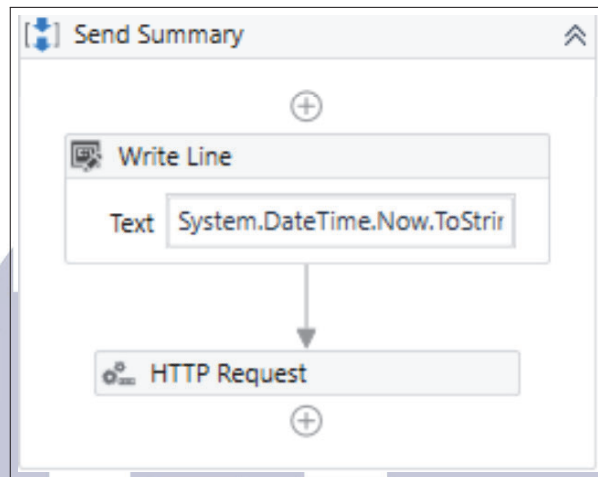 Send Summary
Write Line
Text System.DateTime.Now.ToStrir
HTTP Request